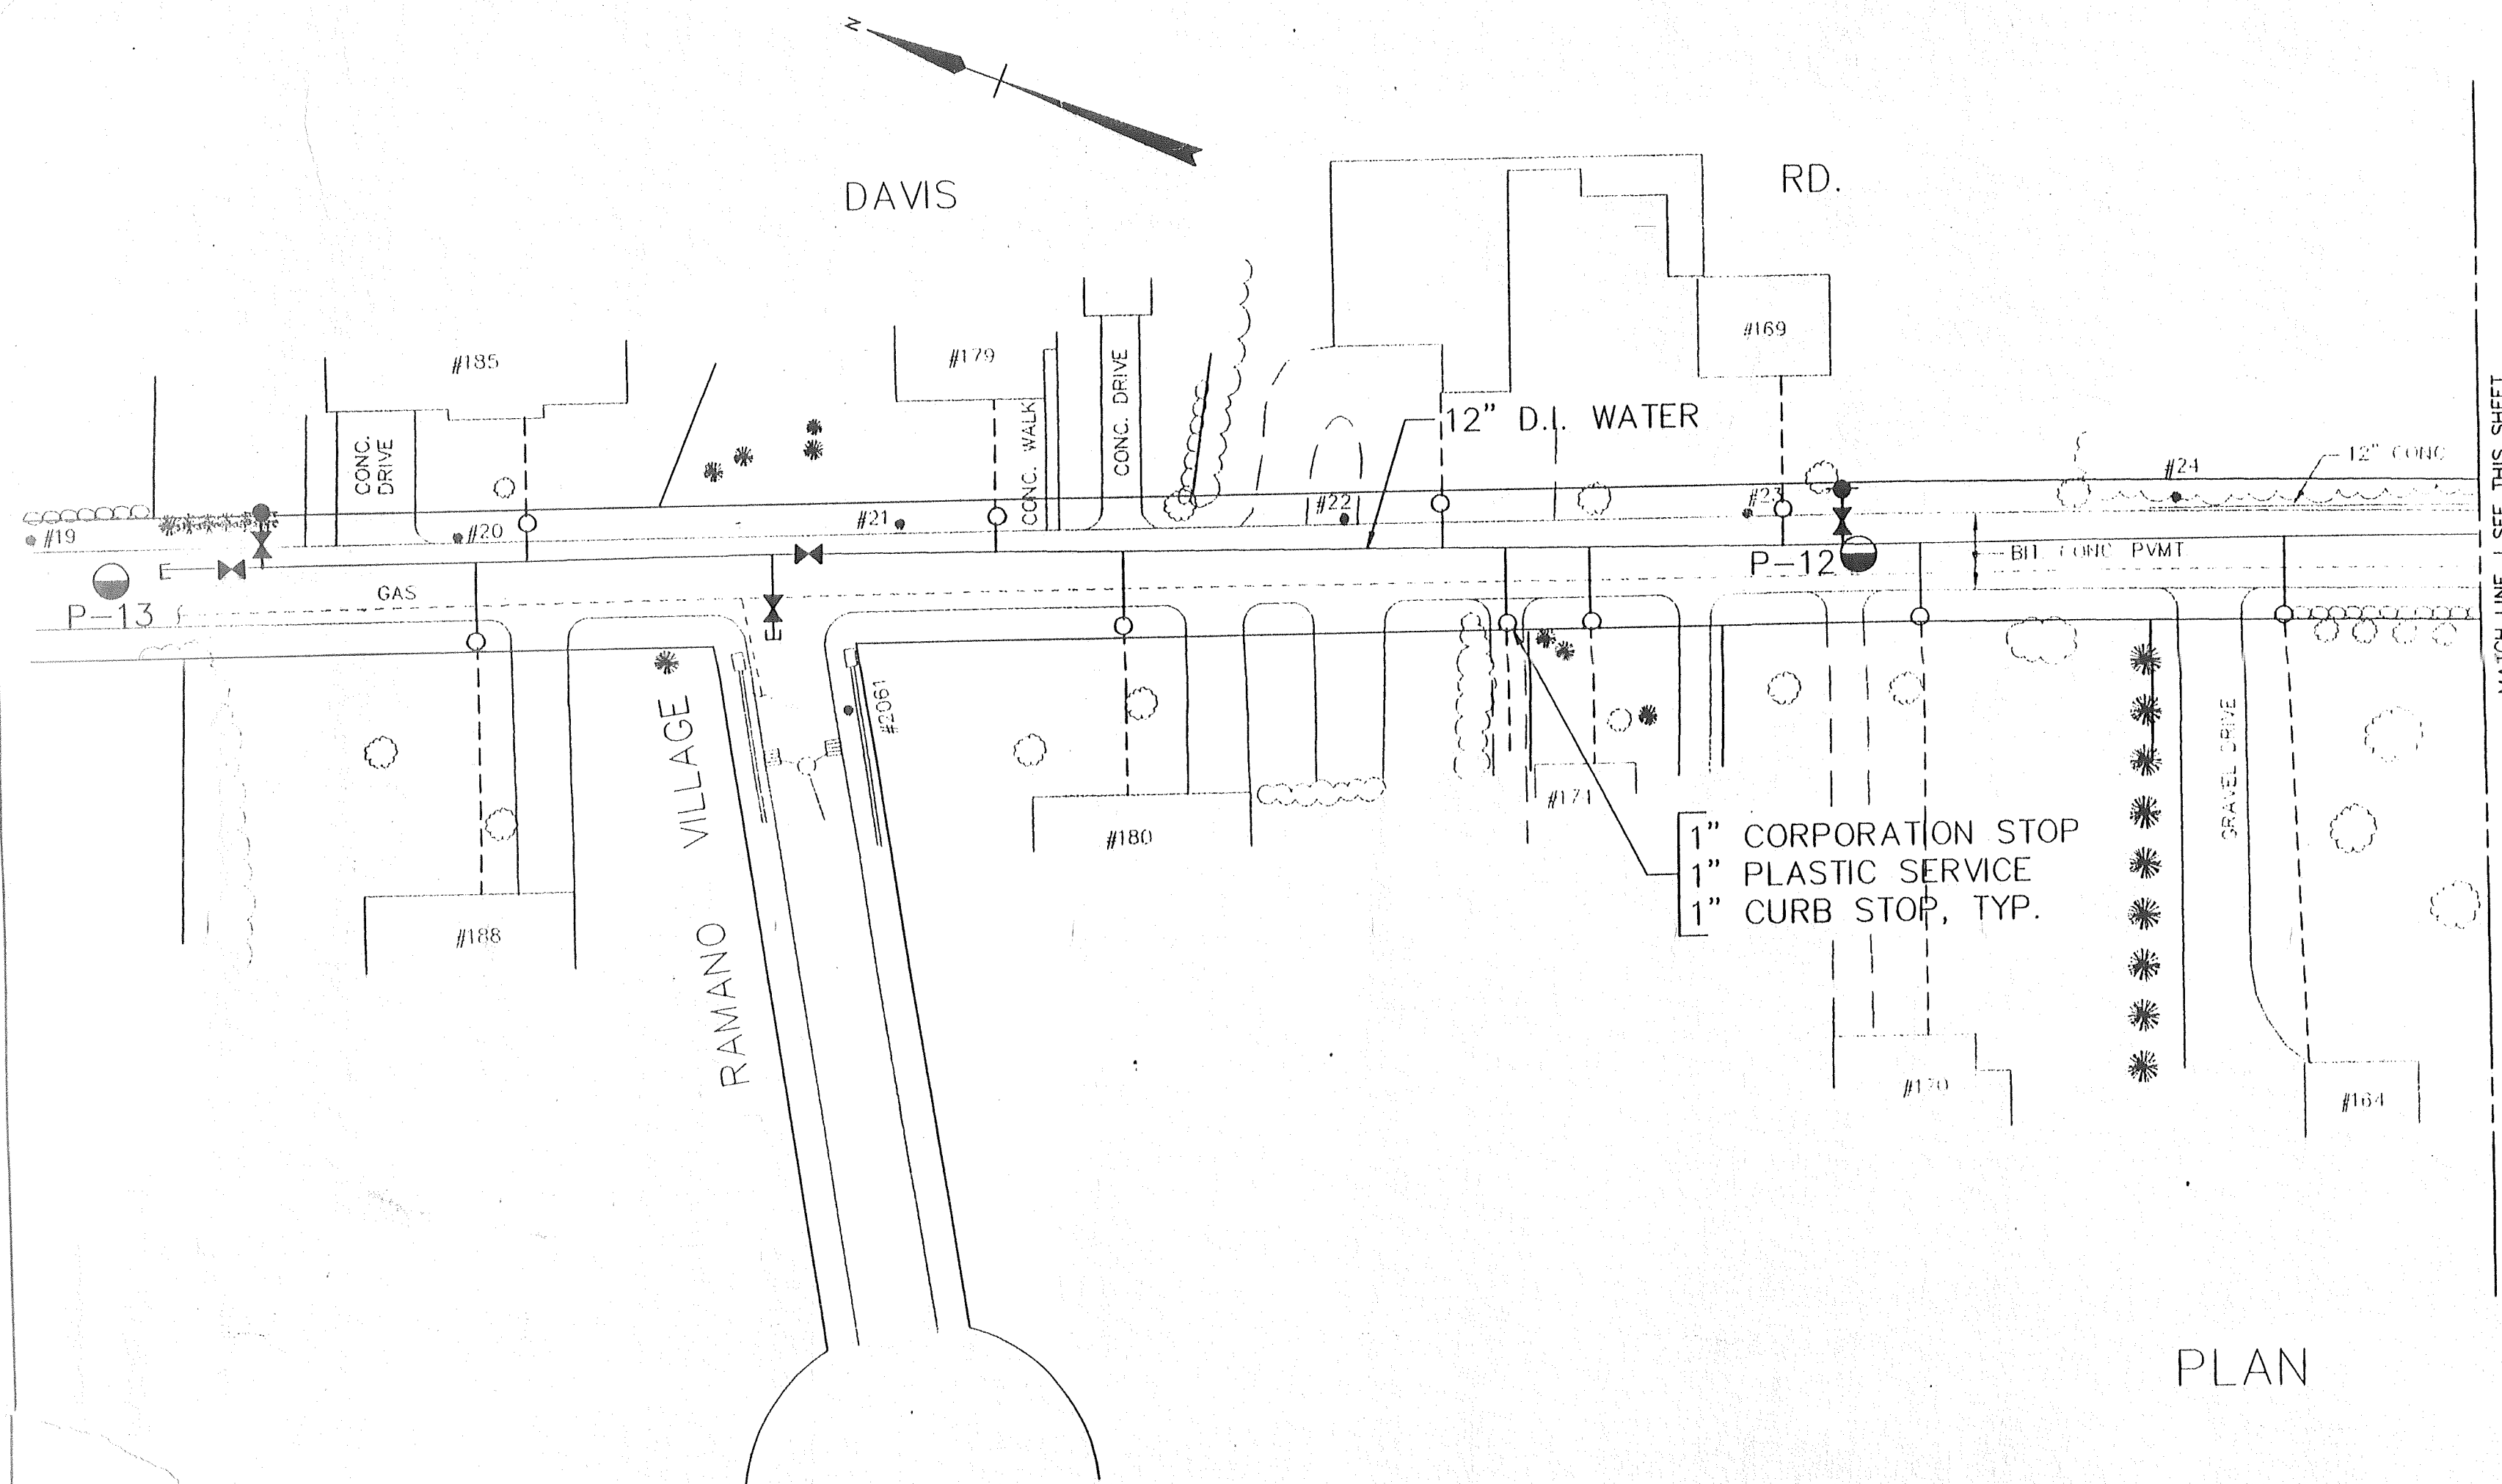 N
DAVIS RD.
#185
#179
#169
CONC.
DRIVE
CONC. WALK
CONC. DRIVE
12" D.I. WATER
12" CONC
#19
#20
#21
#22
#23
#24
E
P-13
GAS
P-12
BIT. CONC PVMT
E
#2061
RAMANO VILLAGE
#188
#180
#171
1" CORPORATION STOP
1" PLASTIC SERVICE
1" CURB STOP, TYP.
GRAVEL DRIVE
#164
MATCH LINE SEE THIS SHEET
PLAN